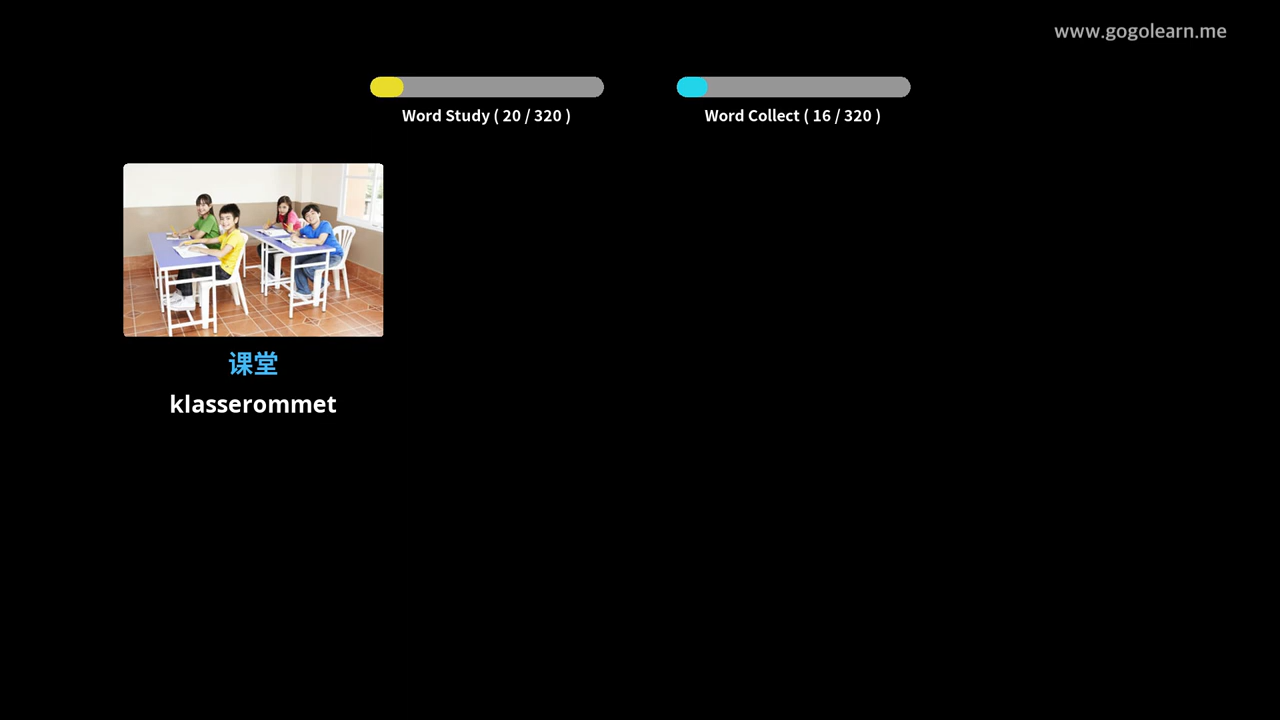 www.gogolearn.me
Word Study ( 20 / 320 )
Word Collect ( 16 / 320 )
课堂
klasserommet